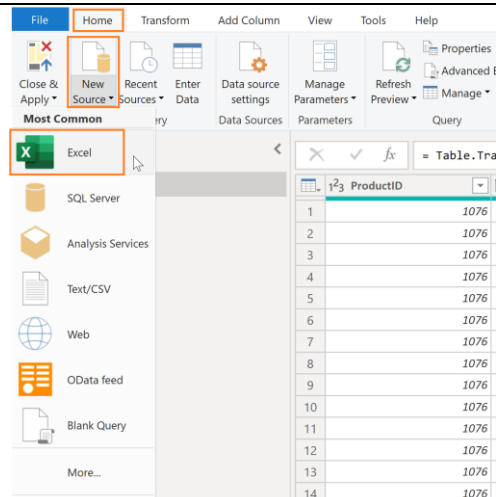 File Home Transform Add Column View Tools Help
Properties
Advanced E
Manage
Close & Apply New Source Recent Sources Enter Data Data source settings Manage Parameters Refresh Preview
Most Common ry Data Sources Parameters Query
Excel
SQL Server
Analysis Services
Text/CSV
Web
OData feed
Blank Query
More...
fx = Table.Tra
1²3 ProductID
1 1076
2 1076
3 1076
4 1076
5 1076
6 1076
7 1076
8 1076
9 1076
10 1076
11 1076
12 1076
13 1076
14 1076